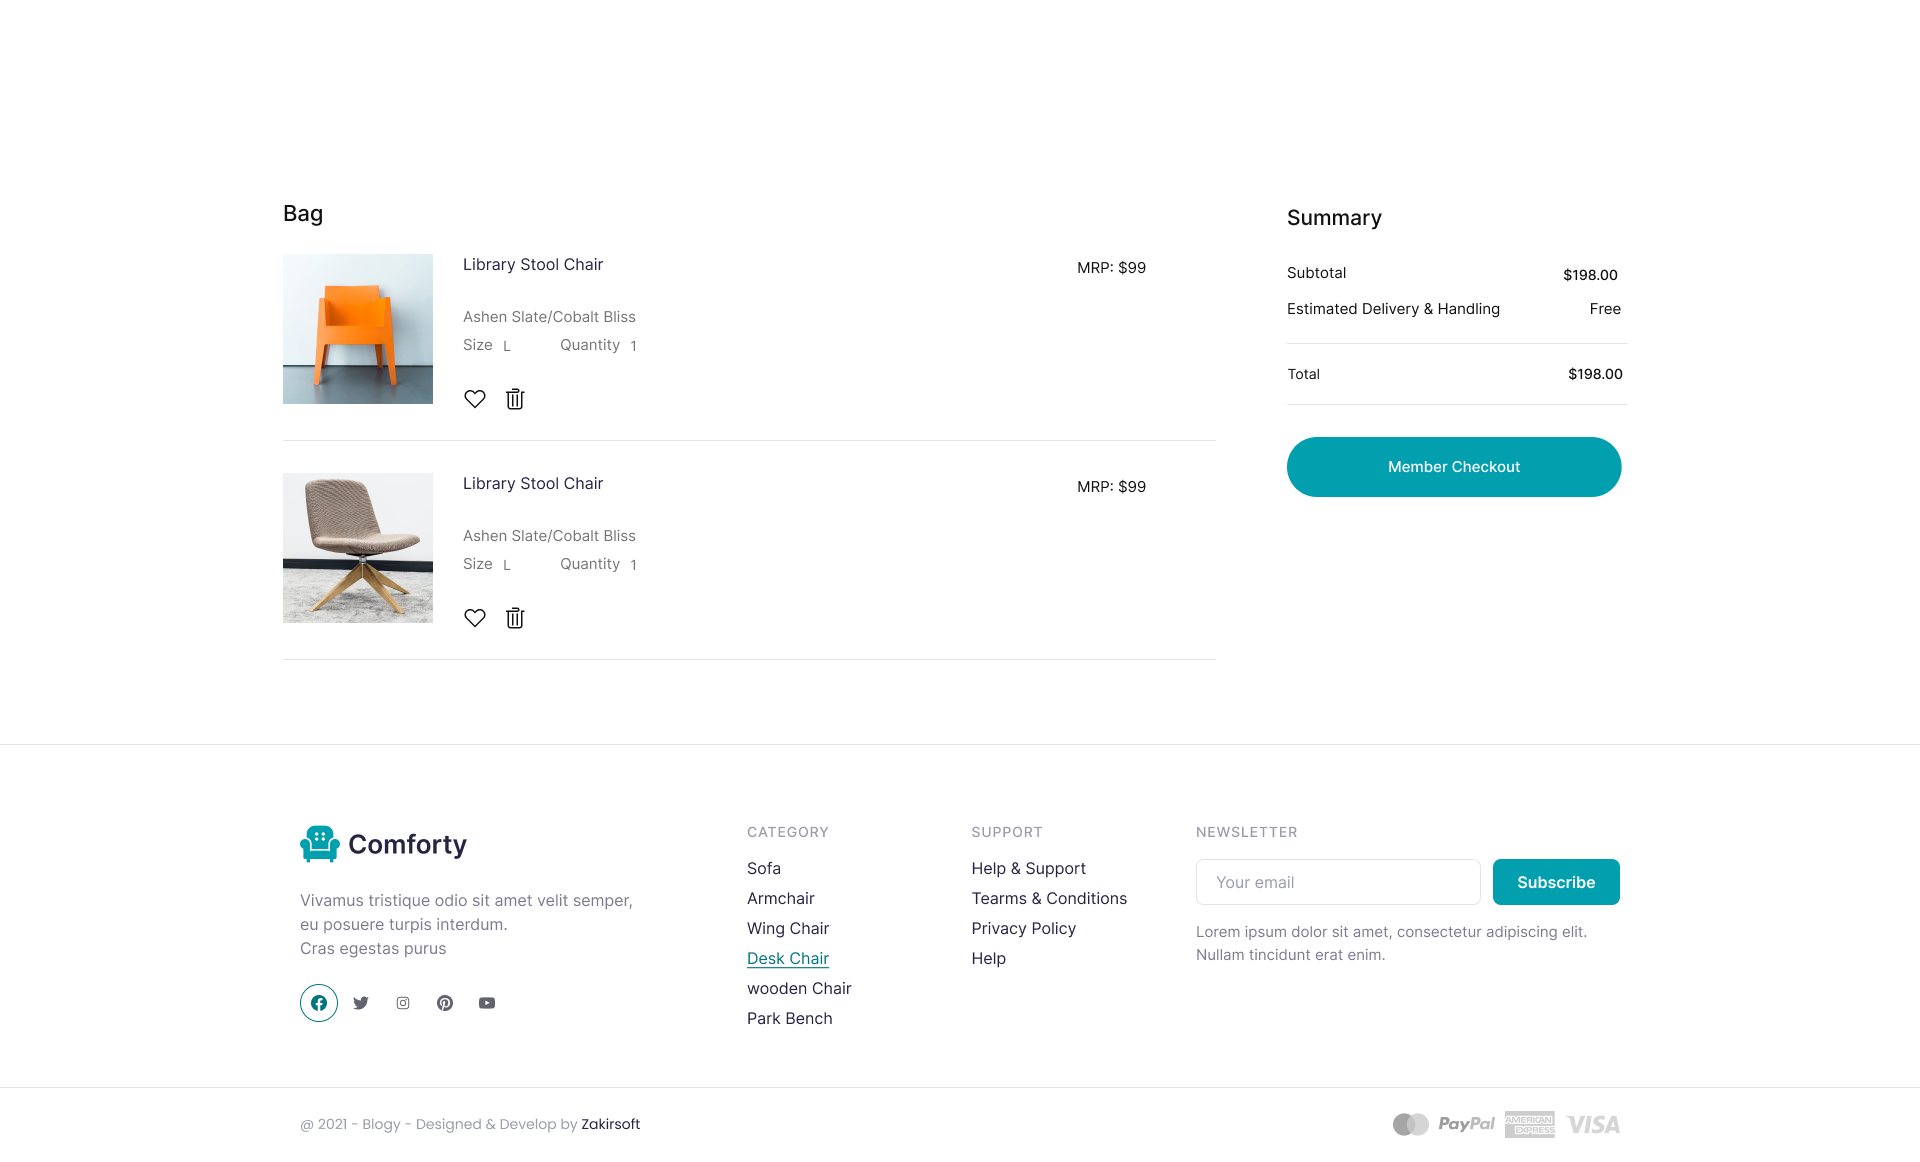 Bag
Library Stool Chair
MRP: $99
Ashen Slate/Cobalt Bliss
Size L Quantity 1
Library Stool Chair
MRP: $99
Ashen Slate/Cobalt Bliss
Size L Quantity 1
Summary
Subtotal $198.00
Estimated Delivery & Handling Free
Total $198.00
Member Checkout
Comforty
Vivamus tristique odio sit amet velit semper,
eu posuere turpis interdum.
Cras egestas purus
CATEGORY
Sofa
Armchair
Wing Chair
Desk Chair
wooden Chair
Park Bench
SUPPORT
Help & Support
Tearms & Conditions
Privacy Policy
Help
NEWSLETTER
Your email
Subscribe
Lorem ipsum dolor sit amet, consectetur adipiscing elit.
Nullam tincidunt erat enim.
@ 2021 - Blogy - Designed & Develop by Zakirsoft
PayPal
AMERICAN
EXPRESS
VISA